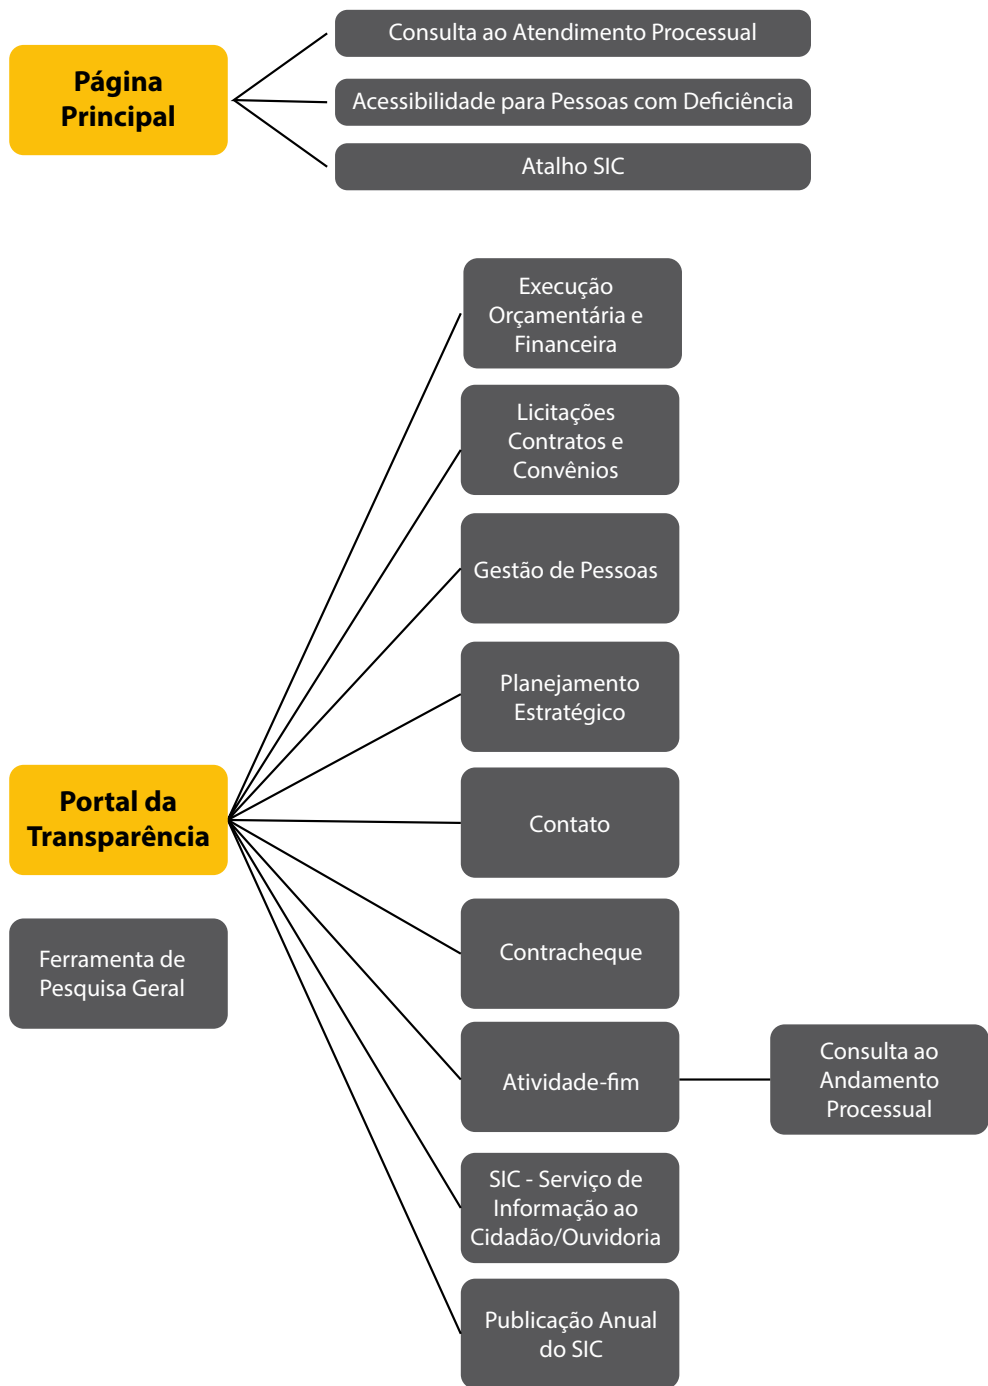 Página
Principal
Consulta ao Atendimento Processual
Acessibilidade para Pessoas com Deficiência
Atalho SIC
Portal da
Transparência
Ferramenta de
Pesquisa Geral
Execução
Orçamentária e
Financeira
Licitações
Contratos e
Convênios
Gestão de Pessoas
Planejamento
Estratégico
Contato
Contracheque
Atividade-fim
Consulta ao
Andamento
Processual
SIC - Serviço de
Informação ao
Cidadão/Ouvidoria
Publicação Anual
do SIC